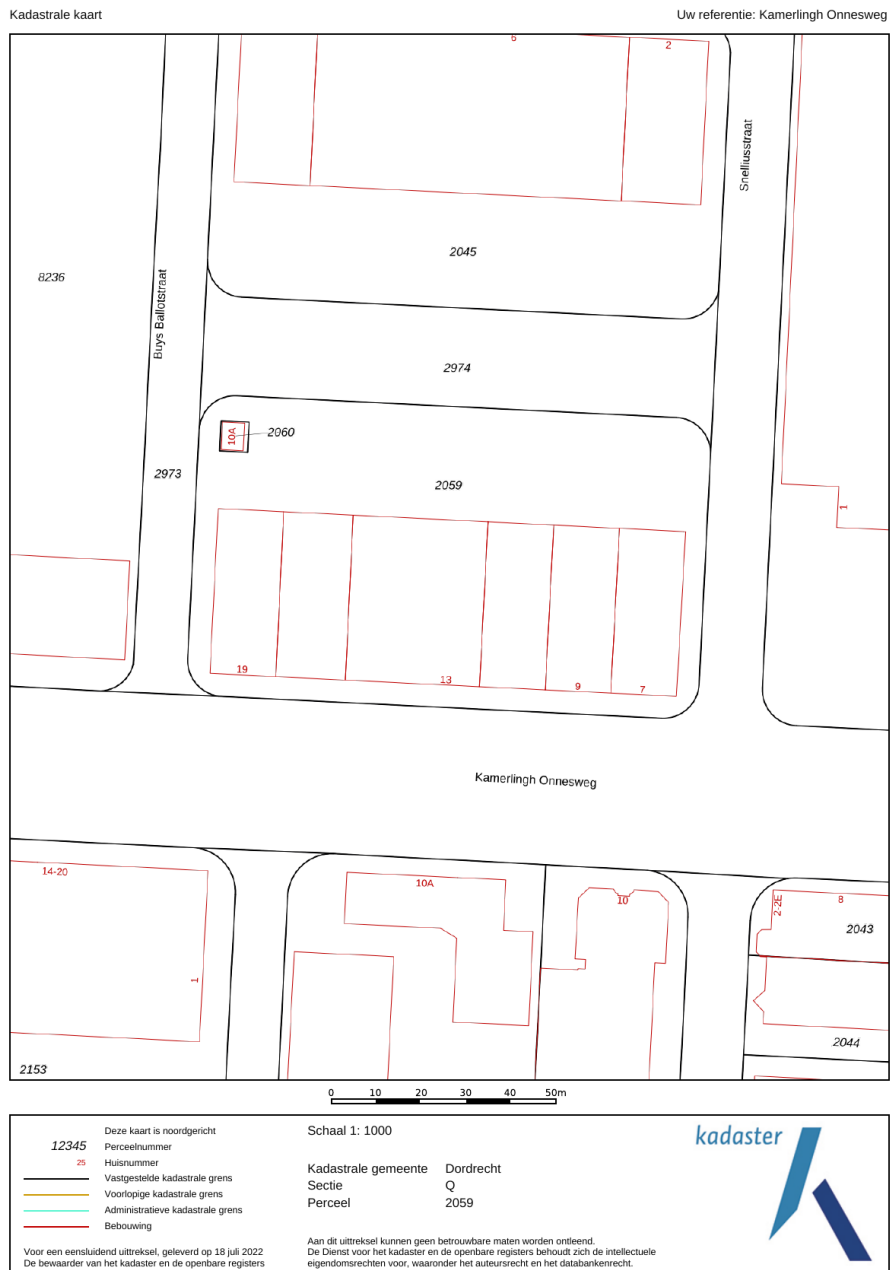 Kadastrale kaart
Uw referentie: Kamerlingh Onnesweg
6
2
Snelliusstraat
2045
8236
Buys Ballotstraat
2974
10A
2060
2973
2059
1
19
13
9
7
Kamerlingh Onnesweg
14-20
10A
10
2-2E
8
2043
1
2044
2153
0 10 20 30 40 50m
Deze kaart is noordgericht
12345 Perceelnummer
25 Huisnummer
Vastgestelde kadastrale grens
Voorlopige kadastrale grens
Administratieve kadastrale grens
Bebouwing
Voor een eensluidend uittreksel, geleverd op 18 juli 2022
De bewaarder van het kadaster en de openbare registers
Schaal 1: 1000
Kadastrale gemeente Dordrecht
Sectie Q
Perceel 2059
Aan dit uittreksel kunnen geen betrouwbare maten worden ontleend.
De Dienst voor het kadaster en de openbare registers behoudt zich de intellectuele
eigendomsrechten voor, waaronder het auteursrecht en het databankenrecht.
kadaster